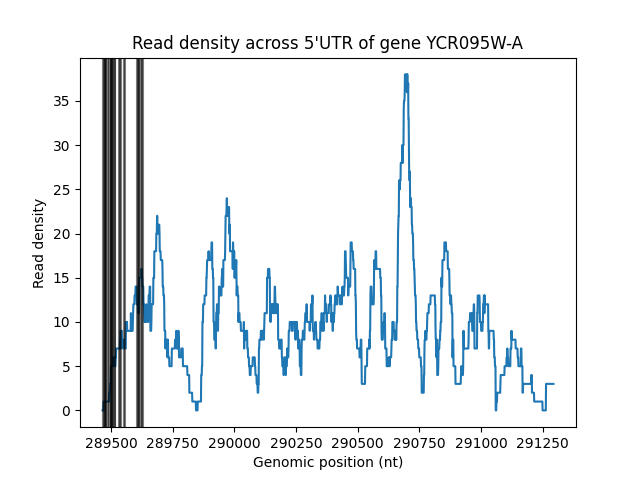 Read density across 5'UTR of gene YCR095W-A
Read density
35
30
25
20
15
10
5
0
289500 289750 290000 290250 290500 290750 291000 291250
Genomic position (nt)